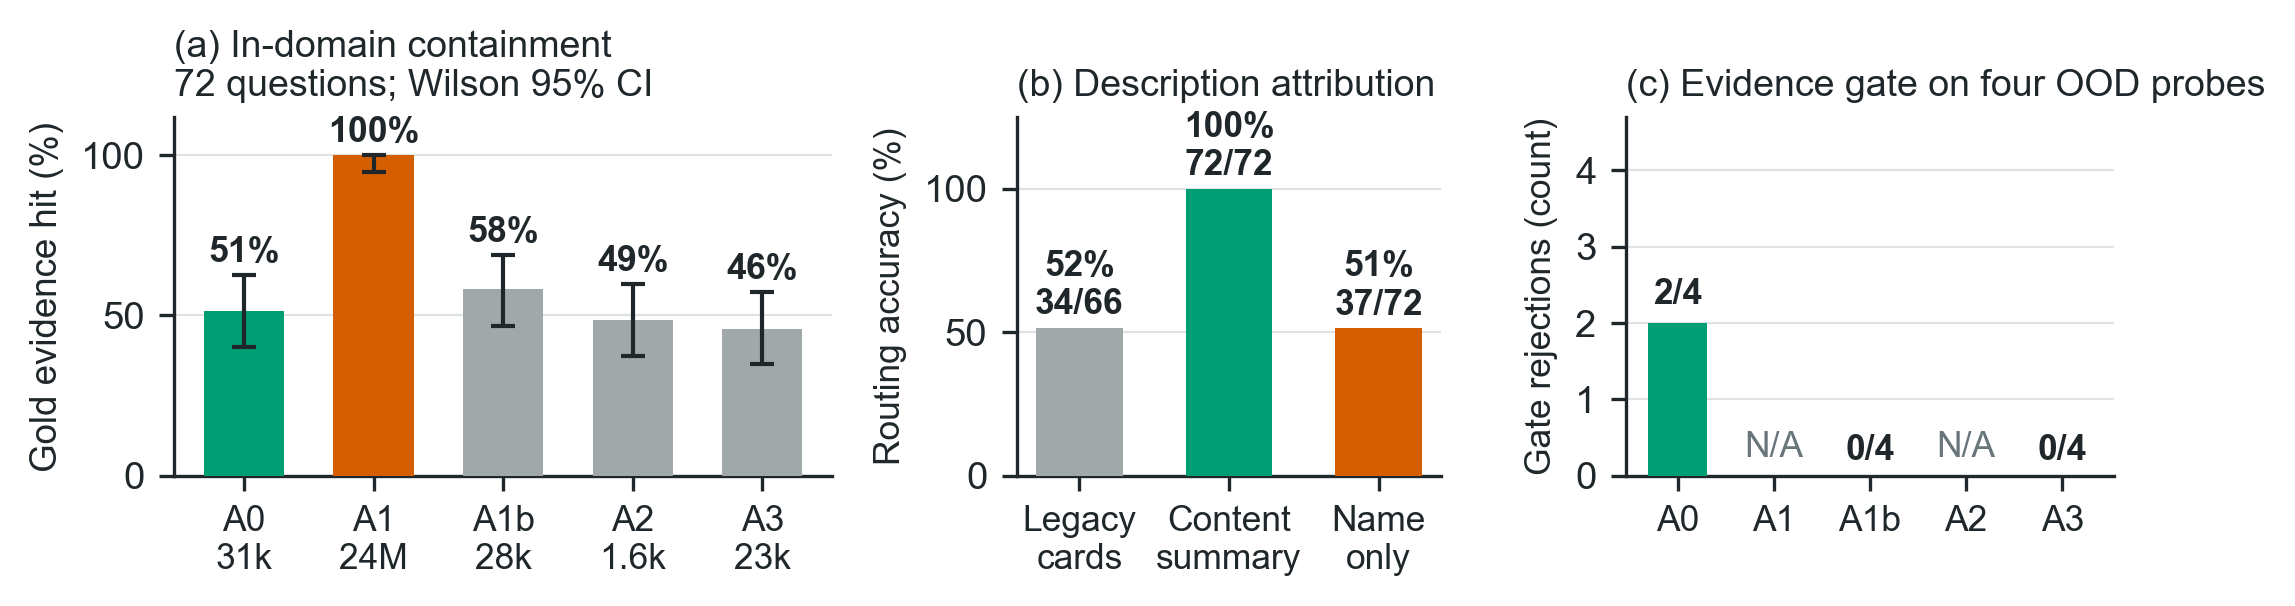 (a) In-domain containment
72 questions; Wilson 95% CI
Gold evidence hit (%)
100
50
0
51%
100%
58%
49%
46%
A0
31k
A1
24M
A1b
28k
A2
1.6k
A3
23k
(b) Description attribution
Routing accuracy (%)
100
50
0
52%
34/66
100%
72/72
51%
37/72
Legacy
cards
Content
summary
Name
only
(c) Evidence gate on four OOD probes
Gate rejections (count)
4
3
2
1
0
2/4
N/A
0/4
N/A
0/4
A0
A1
A1b
A2
A3